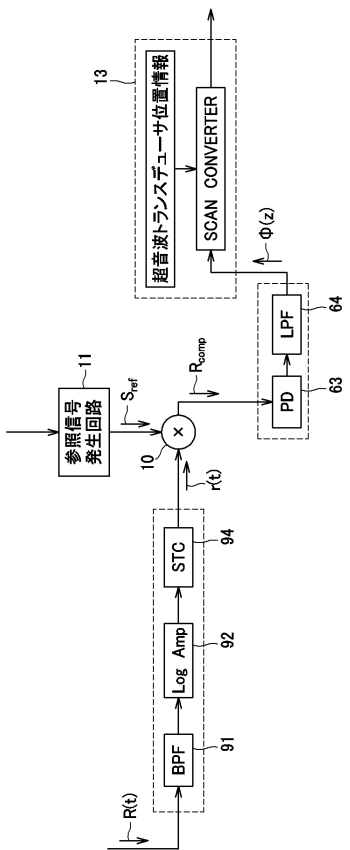 R(t)
BPF
91
Log Amp
92
STC
94
r(t)
参照信号
発生回路
11
Sref
×
10
Rcomp
PD
63
LPF
64
Φ(z)
超音波トランスデューサ位置情報
SCAN CONVERTER
13